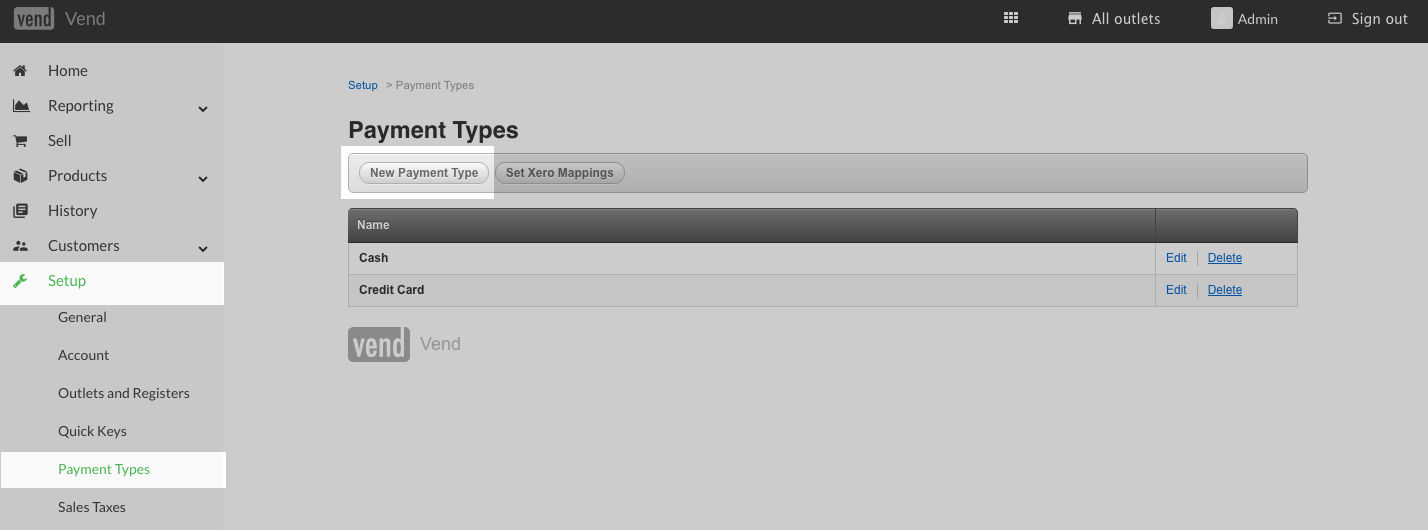 vend Vend
All outlets
Admin
Sign out
Home
Reporting
Sell
Products
History
Customers
Setup
General
Account
Outlets and Registers
Quick Keys
Payment Types
Sales Taxes
Setup > Payment Types
Payment Types
New Payment Type Set Xero Mappings
Name
Cash Edit Delete
Credit Card Edit Delete
vend Vend